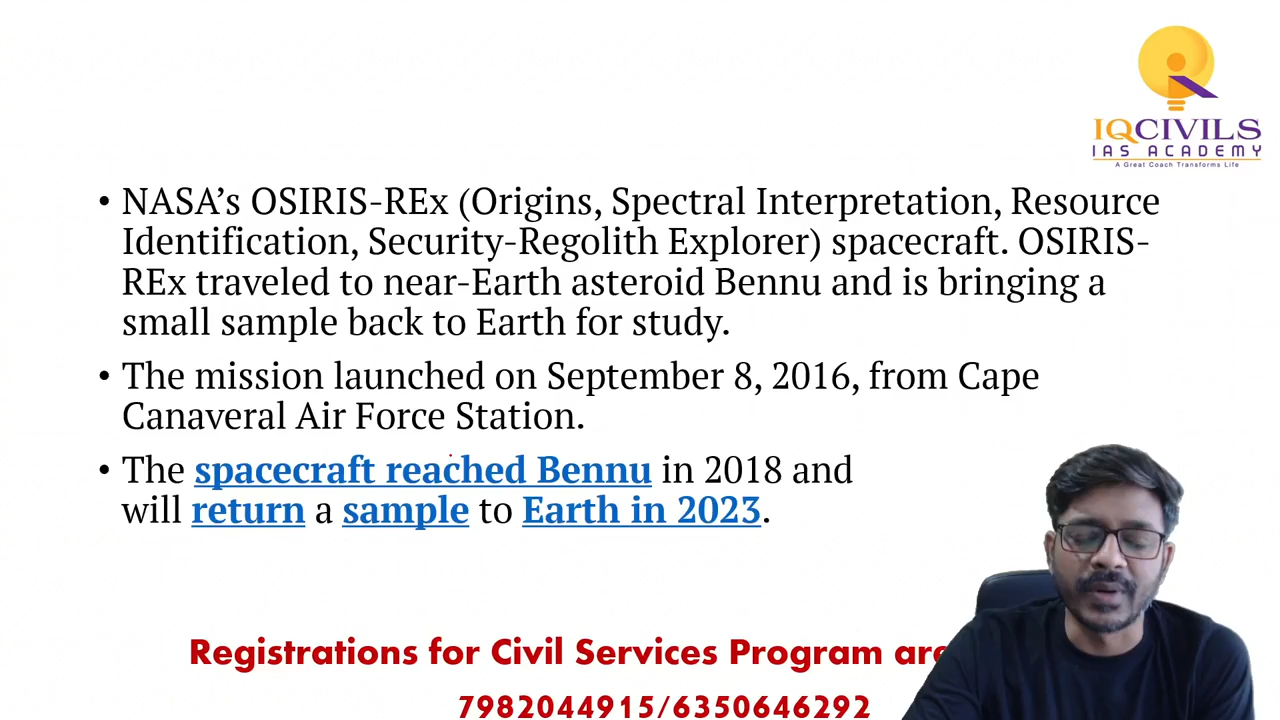 IQCIVILS
IAS ACADEMY
A Great Coach Transforms Life
• NASA’s OSIRIS-REx (Origins, Spectral Interpretation, Resource
Identification, Security-Regolith Explorer) spacecraft. OSIRIS-
REx traveled to near-Earth asteroid Bennu and is bringing a
small sample back to Earth for study.
• The mission launched on September 8, 2016, from Cape
Canaveral Air Force Station.
• The spacecraft reached Bennu in 2018 and
will return a sample to Earth in 2023.
Registrations for Civil Services Program are
7982044915/6350646292